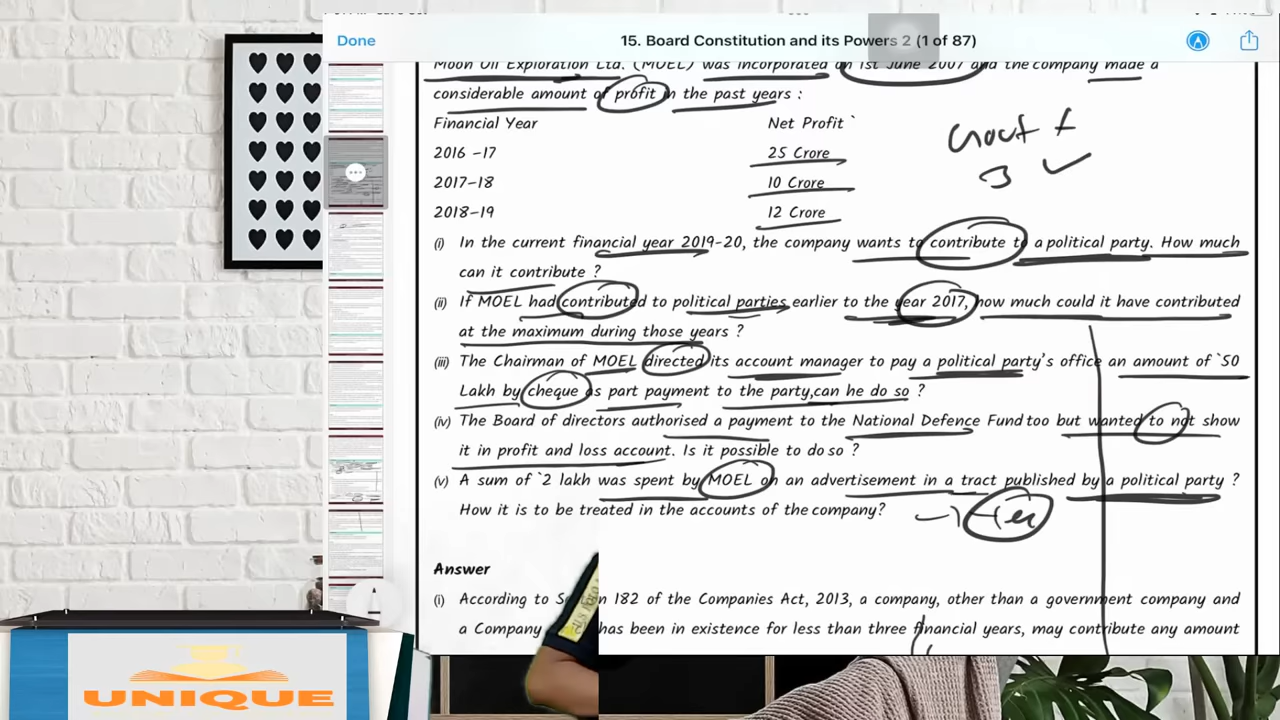 Done
15. Board Constitution and its Powers 2 (1 of 87)
Moon Oil Exploration Ltd. (MOEL) was incorporated on 1st June 2007 and the company made a
considerable amount of profit in the past years :
Financial Year Net Profit`
2016 –17 25 Crore
2017–18 10 Crore
2018–19 12 Crore
Govt +
3 ✓
(i) In the current financial year 2019-20, the company wants to contribute to a political party. How much
can it contribute ?
(ii) If MOEL had contributed to political parties earlier to the year 2017, how much could it have contributed
at the maximum during those years ?
(iii) The Chairman of MOEL directed its account manager to pay a political party's office an amount of `50
Lakh by cheque as part payment to the party,can he do so ?
(iv) The Board of directors authorised a payment to the National Defence Fund too but wanted to not show
it in profit and loss account. Is it possible to do so ?
(v) A sum of `2 lakh was spent by MOEL on an advertisement in a tract published by a political party ?
How it is to be treated in the accounts of the company?
Answer
(i) According to Section 182 of the Companies Act, 2013, a company, other than a government company and
a Company has been in existence for less than three financial years, may contribute any amount
UNIQUE